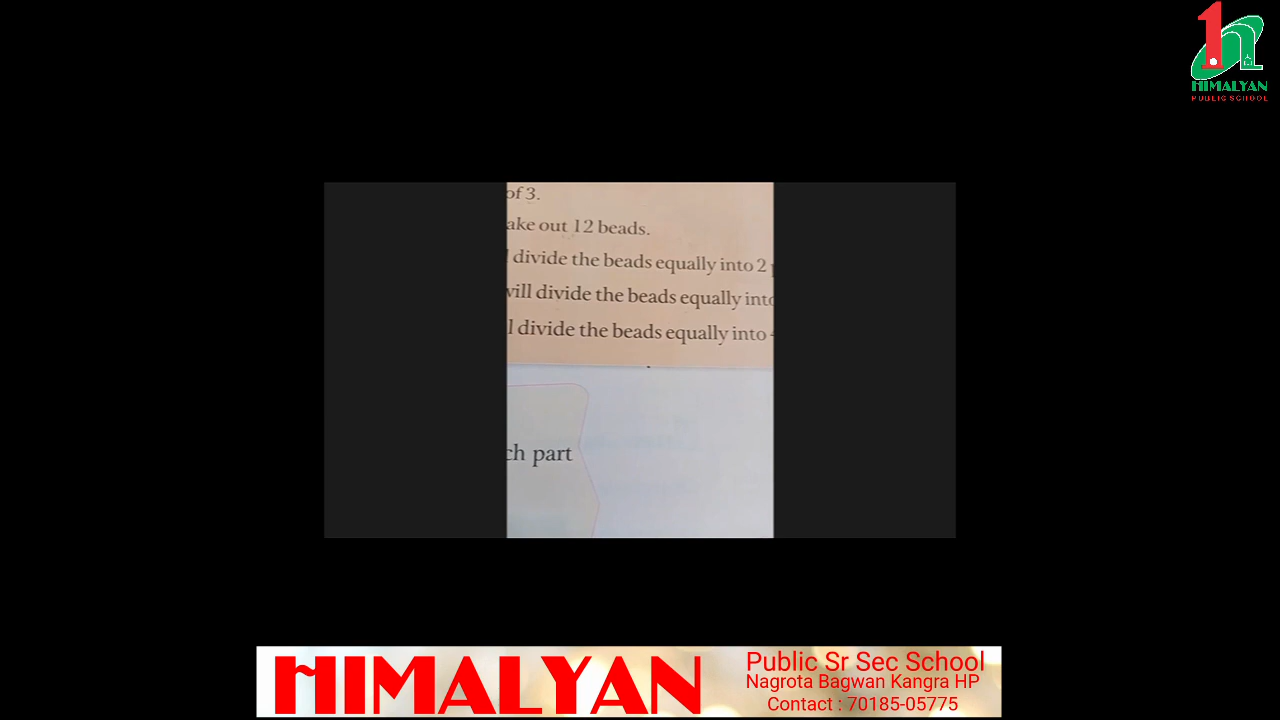 HIMALYAN
PUBLIC SCHOOL
of 3.
ake out 12 beads.
l divide the beads equally into 2
will divide the beads equally into
l divide the beads equally into
ch part
HIMALYAN
Public Sr Sec School
Nagrota Bagwan Kangra HP
Contact : 70185-05775